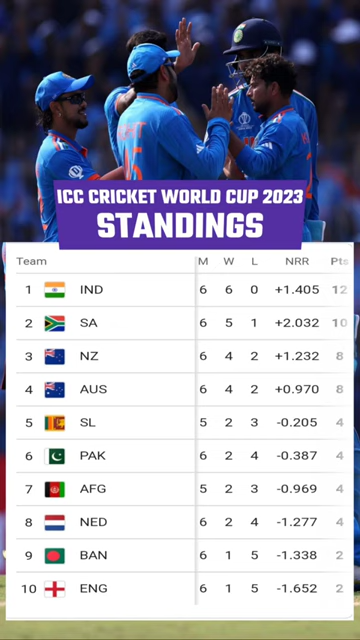 ICC CRICKET WORLD CUP 2023
STANDINGS
Team M W L NRR Pts
1 IND 6 6 0 +1.405 12
2 SA 6 5 1 +2.032 10
3 NZ 6 4 2 +1.232 8
4 AUS 6 4 2 +0.970 8
5 SL 5 2 3 -0.205 4
6 PAK 6 2 4 -0.387 4
7 AFG 5 2 3 -0.969 4
8 NED 6 2 4 -1.277 4
9 BAN 6 1 5 -1.338 2
10 ENG 6 1 5 -1.652 2